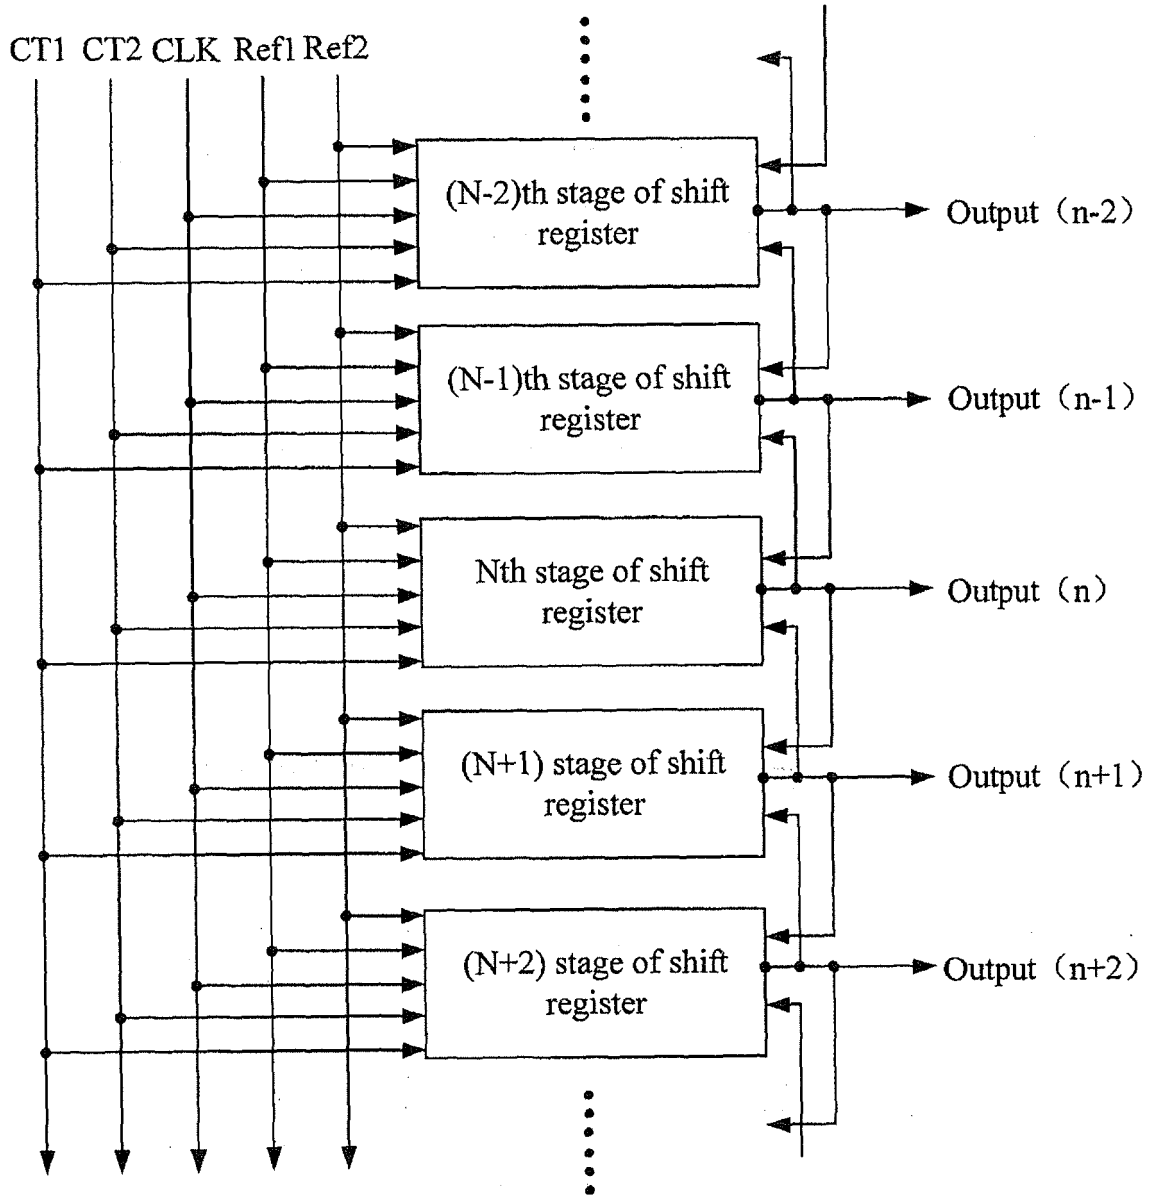 CT1 CT2 CLK Ref1 Ref2
(N-2)th stage of shift
register
Output (n-2)
(N-1)th stage of shift
register
Output (n-1)
Nth stage of shift
register
Output (n)
(N+1) stage of shift
register
Output (n+1)
(N+2) stage of shift
register
Output (n+2)